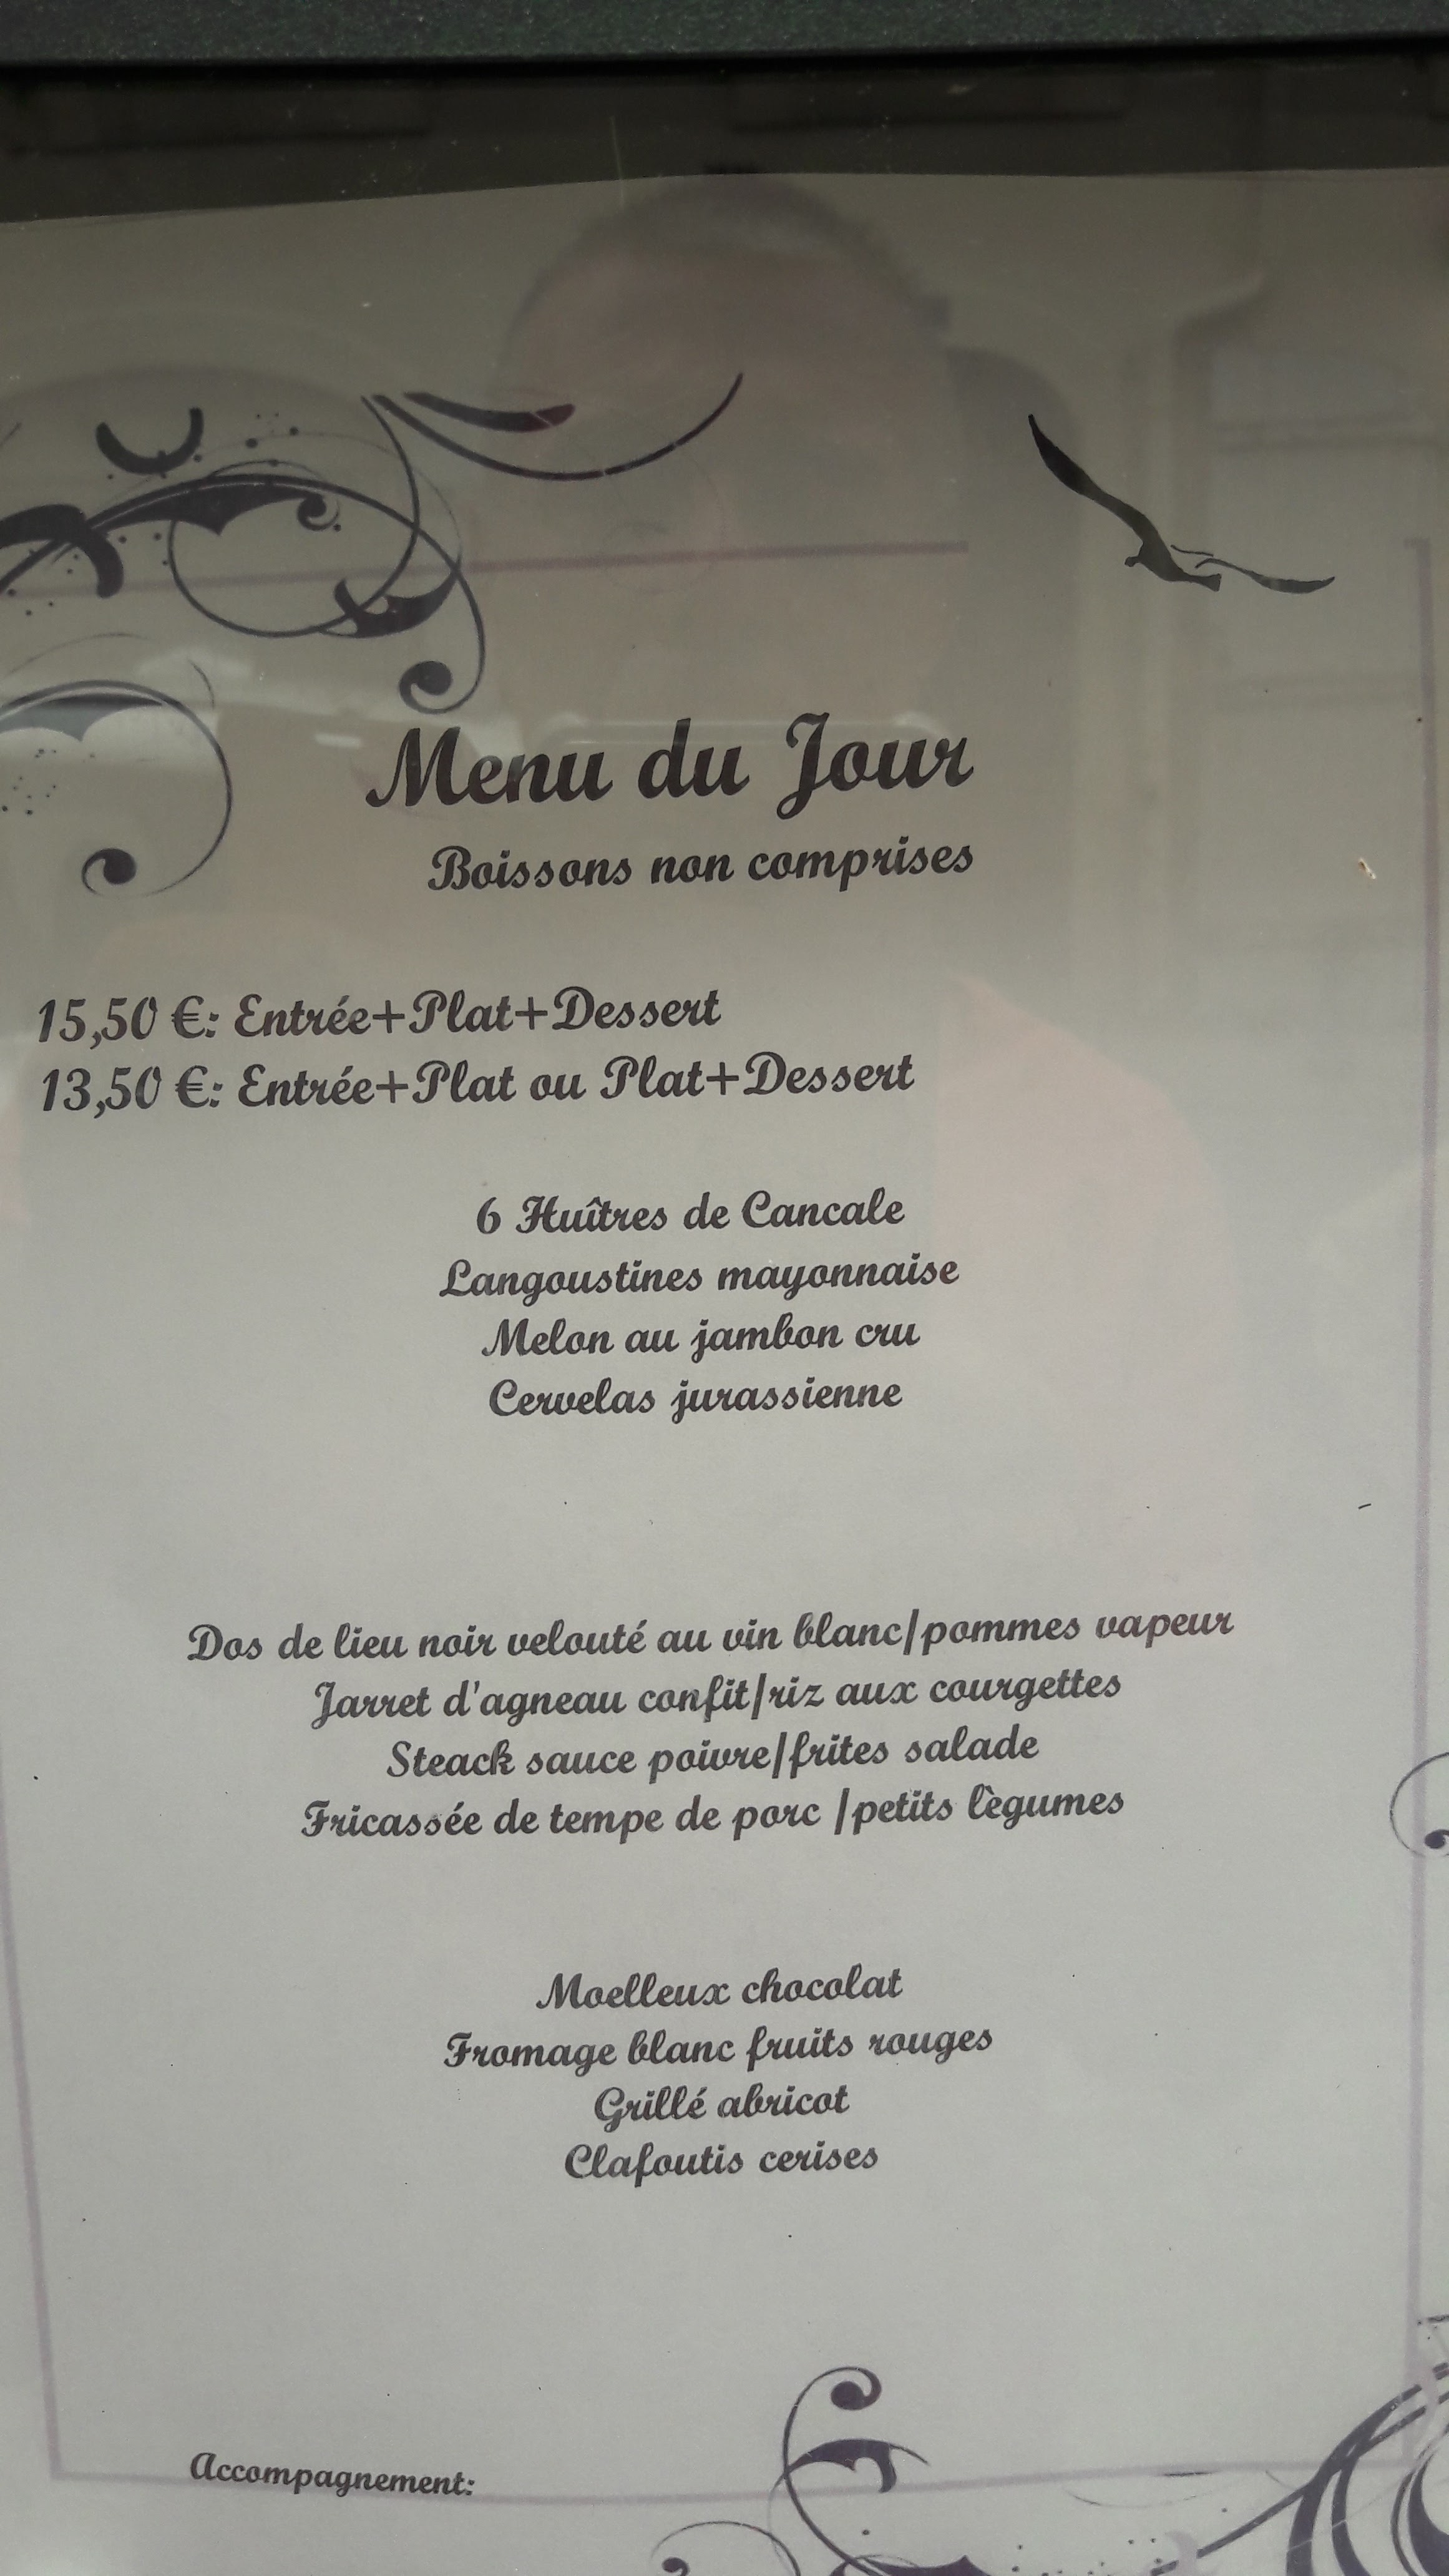 Menu du Jour
Boissons non comprises
15,50 €: Entrée+Plat+Dessert
13,50 €: Entrée+Plat ou Plat+Dessert
6 Huîtres de Cancale
Langoustines mayonnaise
Melon au jambon cru
Cervelas jurassienne
Dos de lieu noir velouté au vin blanc/pommes vapeur
Jarret d'agneau confit/riz aux courgettes
Steack sauce poivre/frites salade
Fricassée de tempe de porc /petits lègumes
Moelleux chocolat
Fromage blanc fruits rouges
Grillé abricot
Clafoutis cerises
Accompagnement: